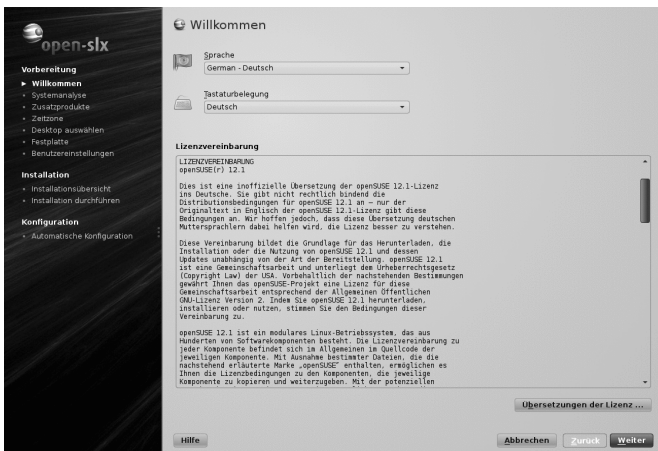 open-slx
Vorbereitung
Willkommen
Systemanalyse
Zusatzprodukte
Zeitzone
Desktop auswählen
Festplatte
Benutzereinstellungen
Installation
Installationsübersicht
Installation durchführen
Konfiguration
Automatische Konfiguration
Willkommen
Sprache
German - Deutsch
Tastaturbelegung
Deutsch
Lizenzvereinbarung
LIZENZVEREINBARUNG
openSUSE(r) 12.1
Dies ist eine inoffizielle Übersetzung der openSUSE 12.1-Lizenz
ins Deutsche. Sie gibt nicht rechtlich bindend die
Distributionsbedingungen für openSUSE 12.1 an – nur der
Originaltext in Englisch der openSUSE 12.1-Lizenz gibt diese
Bedingungen an. Wir hoffen jedoch, dass diese Übersetzung deutschen
Muttersprachlern dabei helfen wird, die Lizenz besser zu verstehen.
Diese Vereinbarung bildet die Grundlage für das Herunterladen, die
Installation oder die Nutzung von openSUSE 12.1 und dessen
Updates unabhängig von der Art der Bereitstellung. openSUSE 12.1
ist eine Gemeinschaftsarbeit und unterliegt dem Urheberrechtsgesetz
(Copyright Law) der USA. Vorbehaltlich der nachstehenden Bestimmungen
gewährt Ihnen das openSUSE-Projekt eine Lizenz für diese
Gemeinschaftsarbeit entsprechend der Allgemeinen Öffentlichen
GNU-Lizenz Version 2. Indem Sie openSUSE 12.1 herunterladen,
installieren oder nutzen, stimmen Sie den Bedingungen dieser
Vereinbarung zu.
openSUSE 12.1 ist ein modulares Linux-Betriebssystem, das aus
Hunderten von Softwarekomponenten besteht. Die Lizenzvereinbarung zu
jeder Komponente befindet sich im Allgemeinen im Quellcode der
jeweiligen Komponente. Mit Ausnahme bestimmter Dateien, die die
nachstehend erläuterte Marke „openSUSE“ enthalten, ermöglichen es
Ihnen die Lizenzbedingungen zu den Komponenten, die jeweilige
Komponente zu kopieren und weiterzugeben. Mit der potenziellen
Übersetzungen der Lizenz ...
Hilfe
Abbrechen
Zurück
Weiter